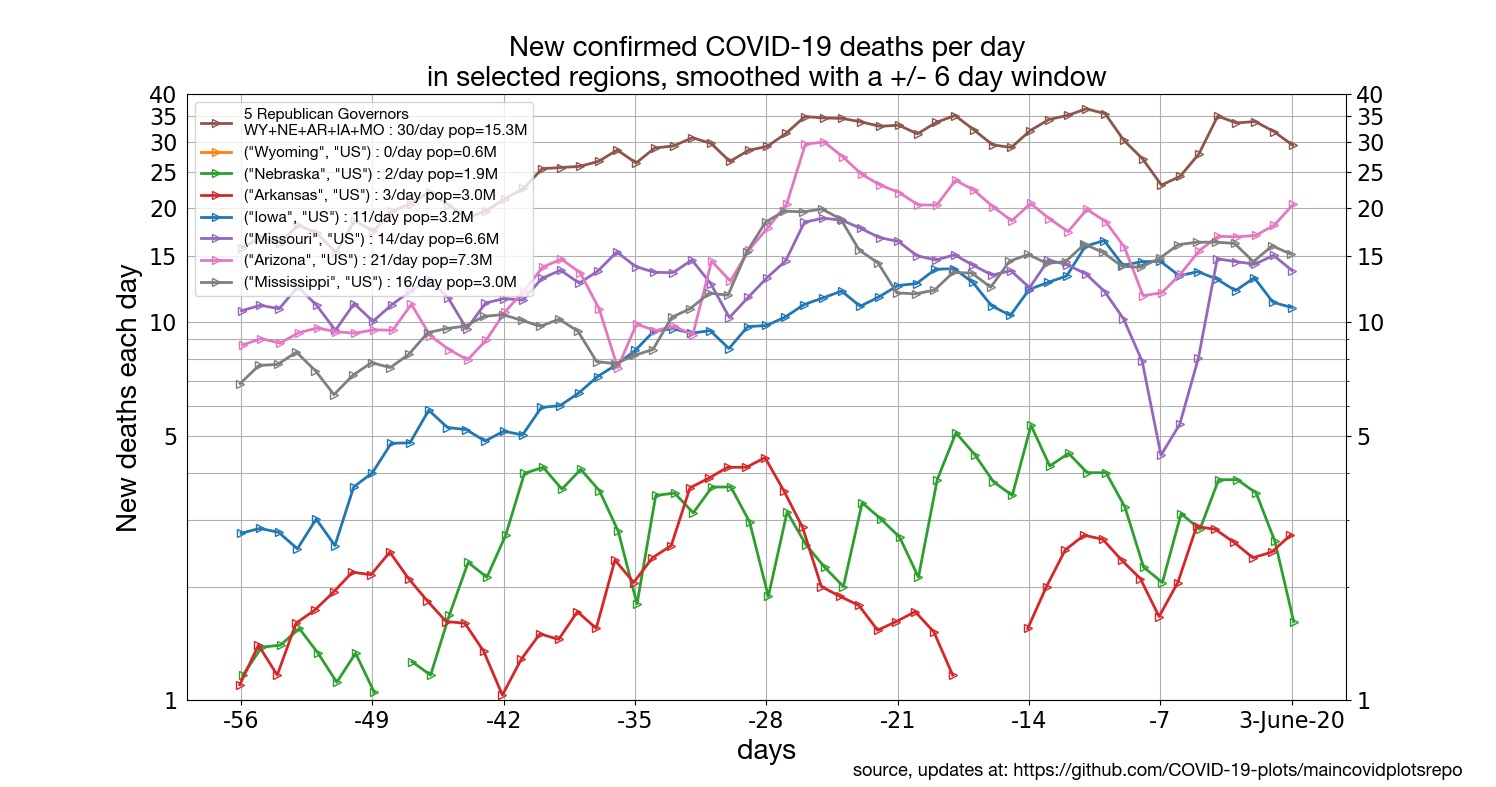 New confirmed COVID-19 deaths per day
in selected regions, smoothed with a +/- 6 day window
40
35
30
25
20
15
10
5
1
New deaths each day
5 Republican Governors
WY+NE+AR+IA+MO : 30/day pop=15.3M
("Wyoming", "US") : 0/day pop=0.6M
("Nebraska", "US") : 2/day pop=1.9M
("Arkansas", "US") : 3/day pop=3.0M
("Iowa", "US") : 11/day pop=3.2M
("Missouri", "US") : 14/day pop=6.6M
("Arizona", "US") : 21/day pop=7.3M
("Mississippi", "US") : 16/day pop=3.0M
40
35
30
25
20
15
10
5
1
-56 -49 -42 -35 -28 -21 -14 -7 3-June-20
days
source, updates at: https://github.com/COVID-19-plots/maincovidplotsrepo